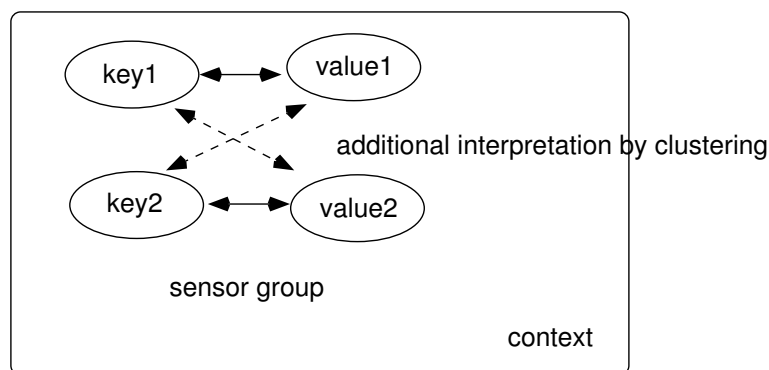 key1
value1
additional interpretation by clustering
key2
value2
sensor group
context